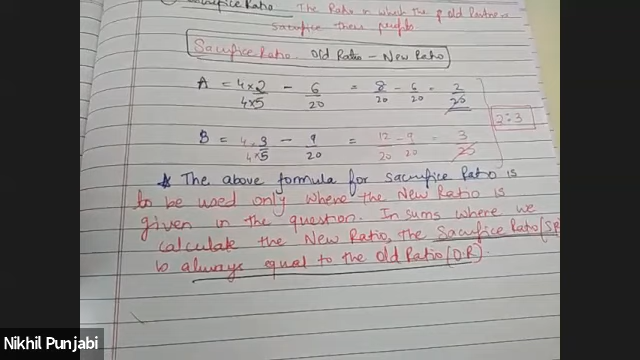 Sacrifice Ratio The Ratio in which the old Partners
Sacrifice these profits
Sacrifice Ratio. Old Ratio - New Ratio
A = 4×2/4×5 - 6/20 = 8/20 - 6/20 = 2/20
B = 4×3/4×5 - 9/20 = 12/20 - 9/20 = 3/20
2:3
* The above formula for sacrifice Ratio is
to be used only where the New Ratio is
given in the question. In sums where we
calculate the New Ratio, the Sacrifice Ratio (SR)
is always equal to the old Ratio (O.R).
Nikhil Punjabi